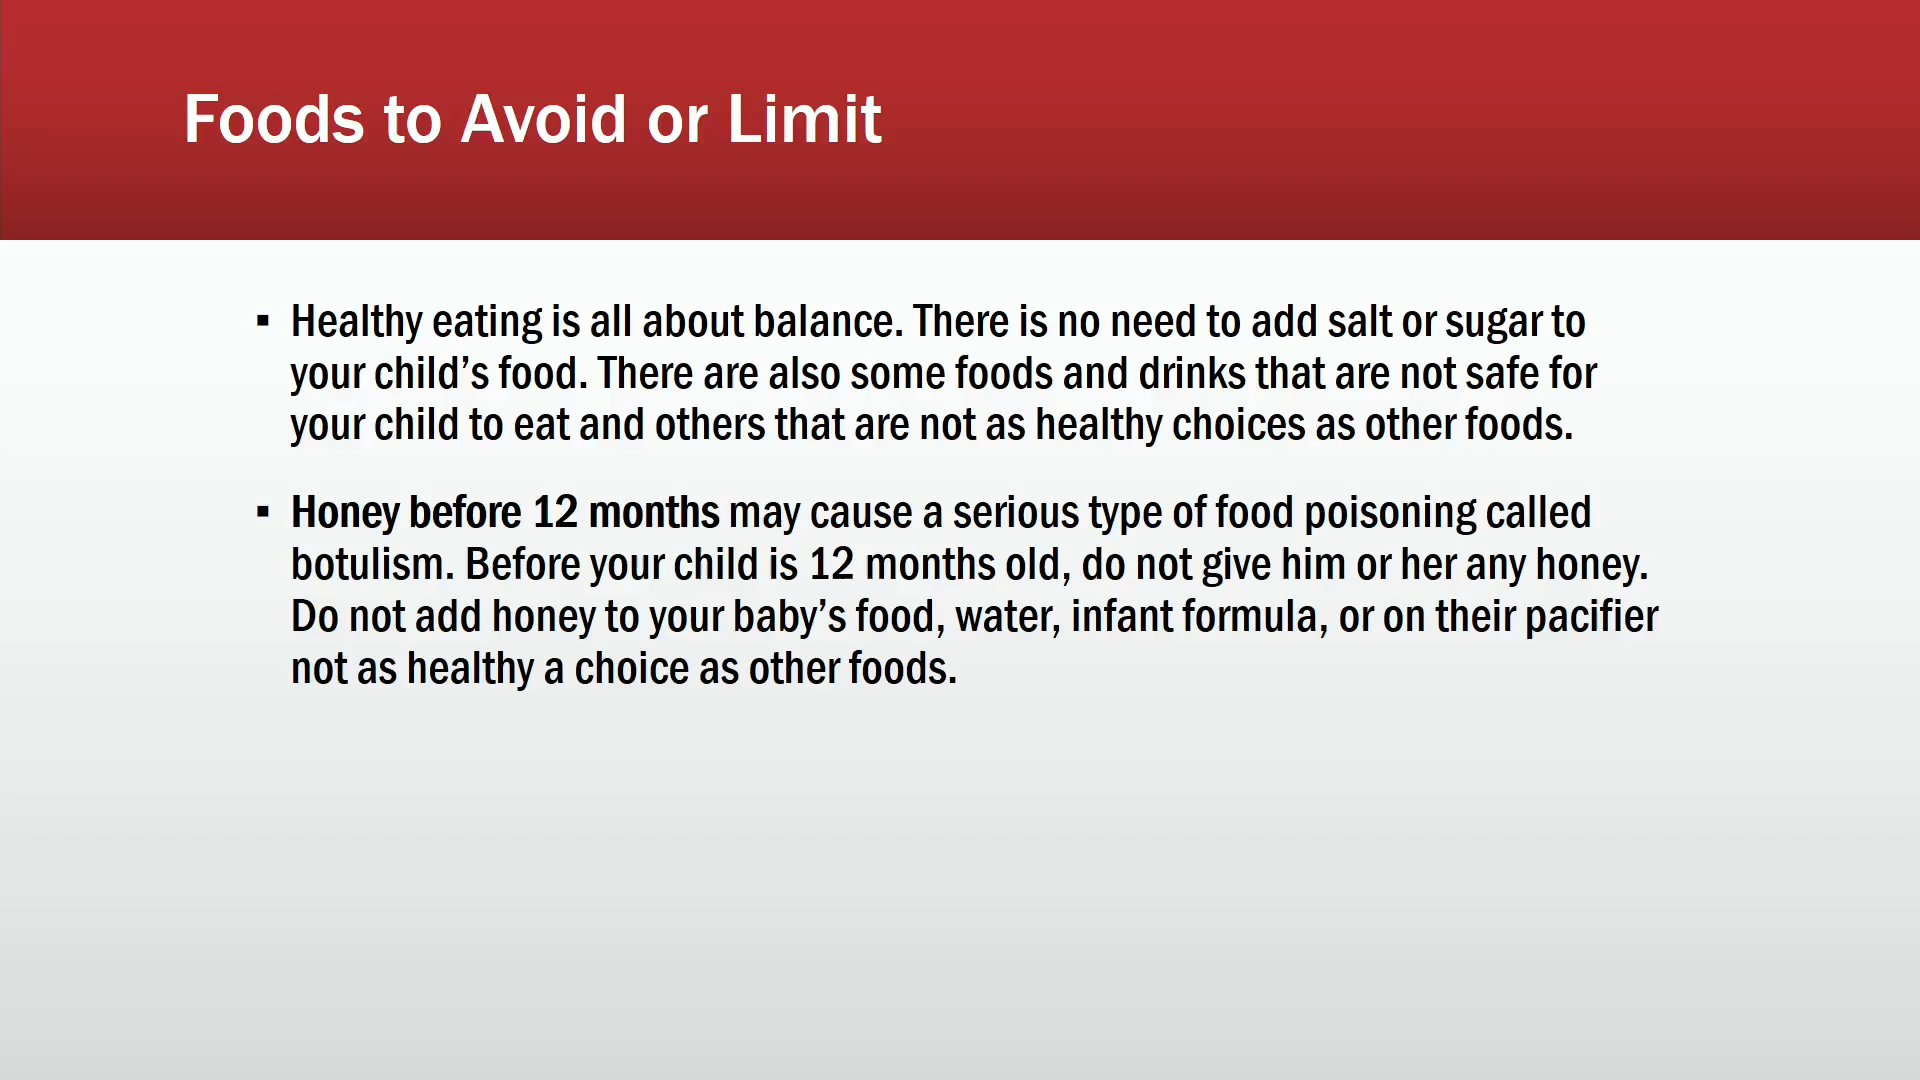 Foods to Avoid or Limit
▪ Healthy eating is all about balance. There is no need to add salt or sugar to
your child’s food. There are also some foods and drinks that are not safe for
your child to eat and others that are not as healthy choices as other foods.
▪ Honey before 12 months may cause a serious type of food poisoning called
botulism. Before your child is 12 months old, do not give him or her any honey.
Do not add honey to your baby’s food, water, infant formula, or on their pacifier
not as healthy a choice as other foods.